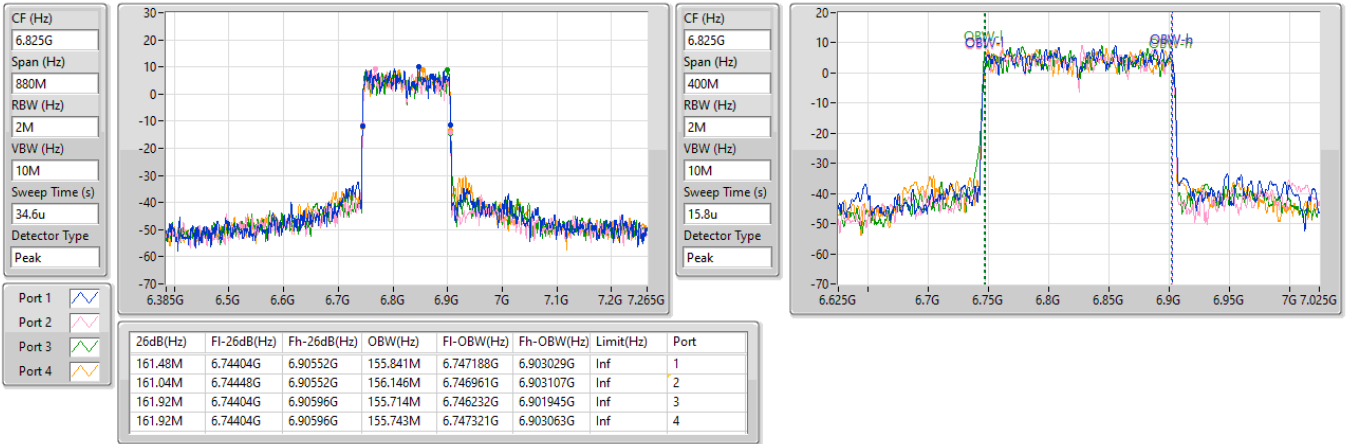 CF (Hz)
6.825G
Span (Hz)
880M
RBW (Hz)
2M
VBW (Hz)
10M
Sweep Time (s)
34.6u
Detector Type
Peak
30
20
10
0
-10
-20
-30
-40
-50
-60
-70
6.385G 6.5G 6.6G 6.7G 6.8G 6.9G 7G 7.1G 7.2G 7.265G
CF (Hz)
6.825G
Span (Hz)
400M
RBW (Hz)
2M
VBW (Hz)
10M
Sweep Time (s)
15.8u
Detector Type
Peak
20
10
0
-10
-20
-30
-40
-50
-60
-70
OBW-l
OBW-h
6.625G 6.7G 6.75G 6.8G 6.85G 6.9G 6.95G 7G 7.025G
Port 1
Port 2
Port 3
Port 4
26dB(Hz) Fl-26dB(Hz) Fh-26dB(Hz) OBW(Hz) Fl-OBW(Hz) Fh-OBW(Hz) Limit(Hz) Port
161.48M 6.74404G 6.90552G 155.841M 6.747188G 6.903029G Inf 1
161.04M 6.74448G 6.90552G 156.146M 6.746961G 6.903107G Inf 2
161.92M 6.74404G 6.90596G 155.714M 6.746232G 6.901945G Inf 3
161.92M 6.74404G 6.90596G 155.743M 6.747321G 6.903063G Inf 4